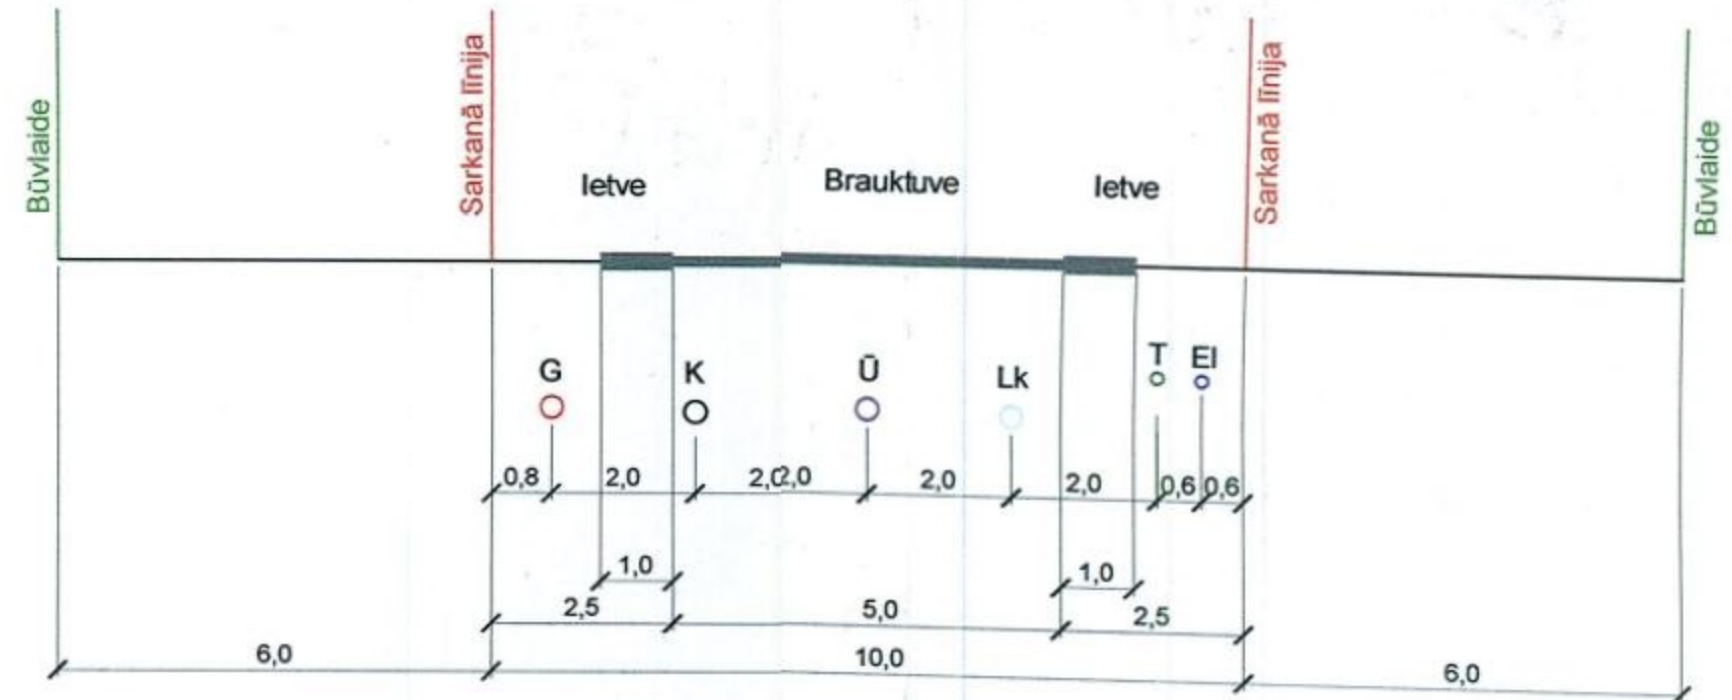 Būvlaide
Sarkanā līnija
Sarkanā līnija
Būvlaide
Ietve
Brauktuve
Ietve
G
K
Ū
Lk
T
El
0,8
2,0
2,0
2,0
2,0
2,0
0,6
0,6
1,0
1,0
2,5
5,0
2,5
6,0
10,0
6,0